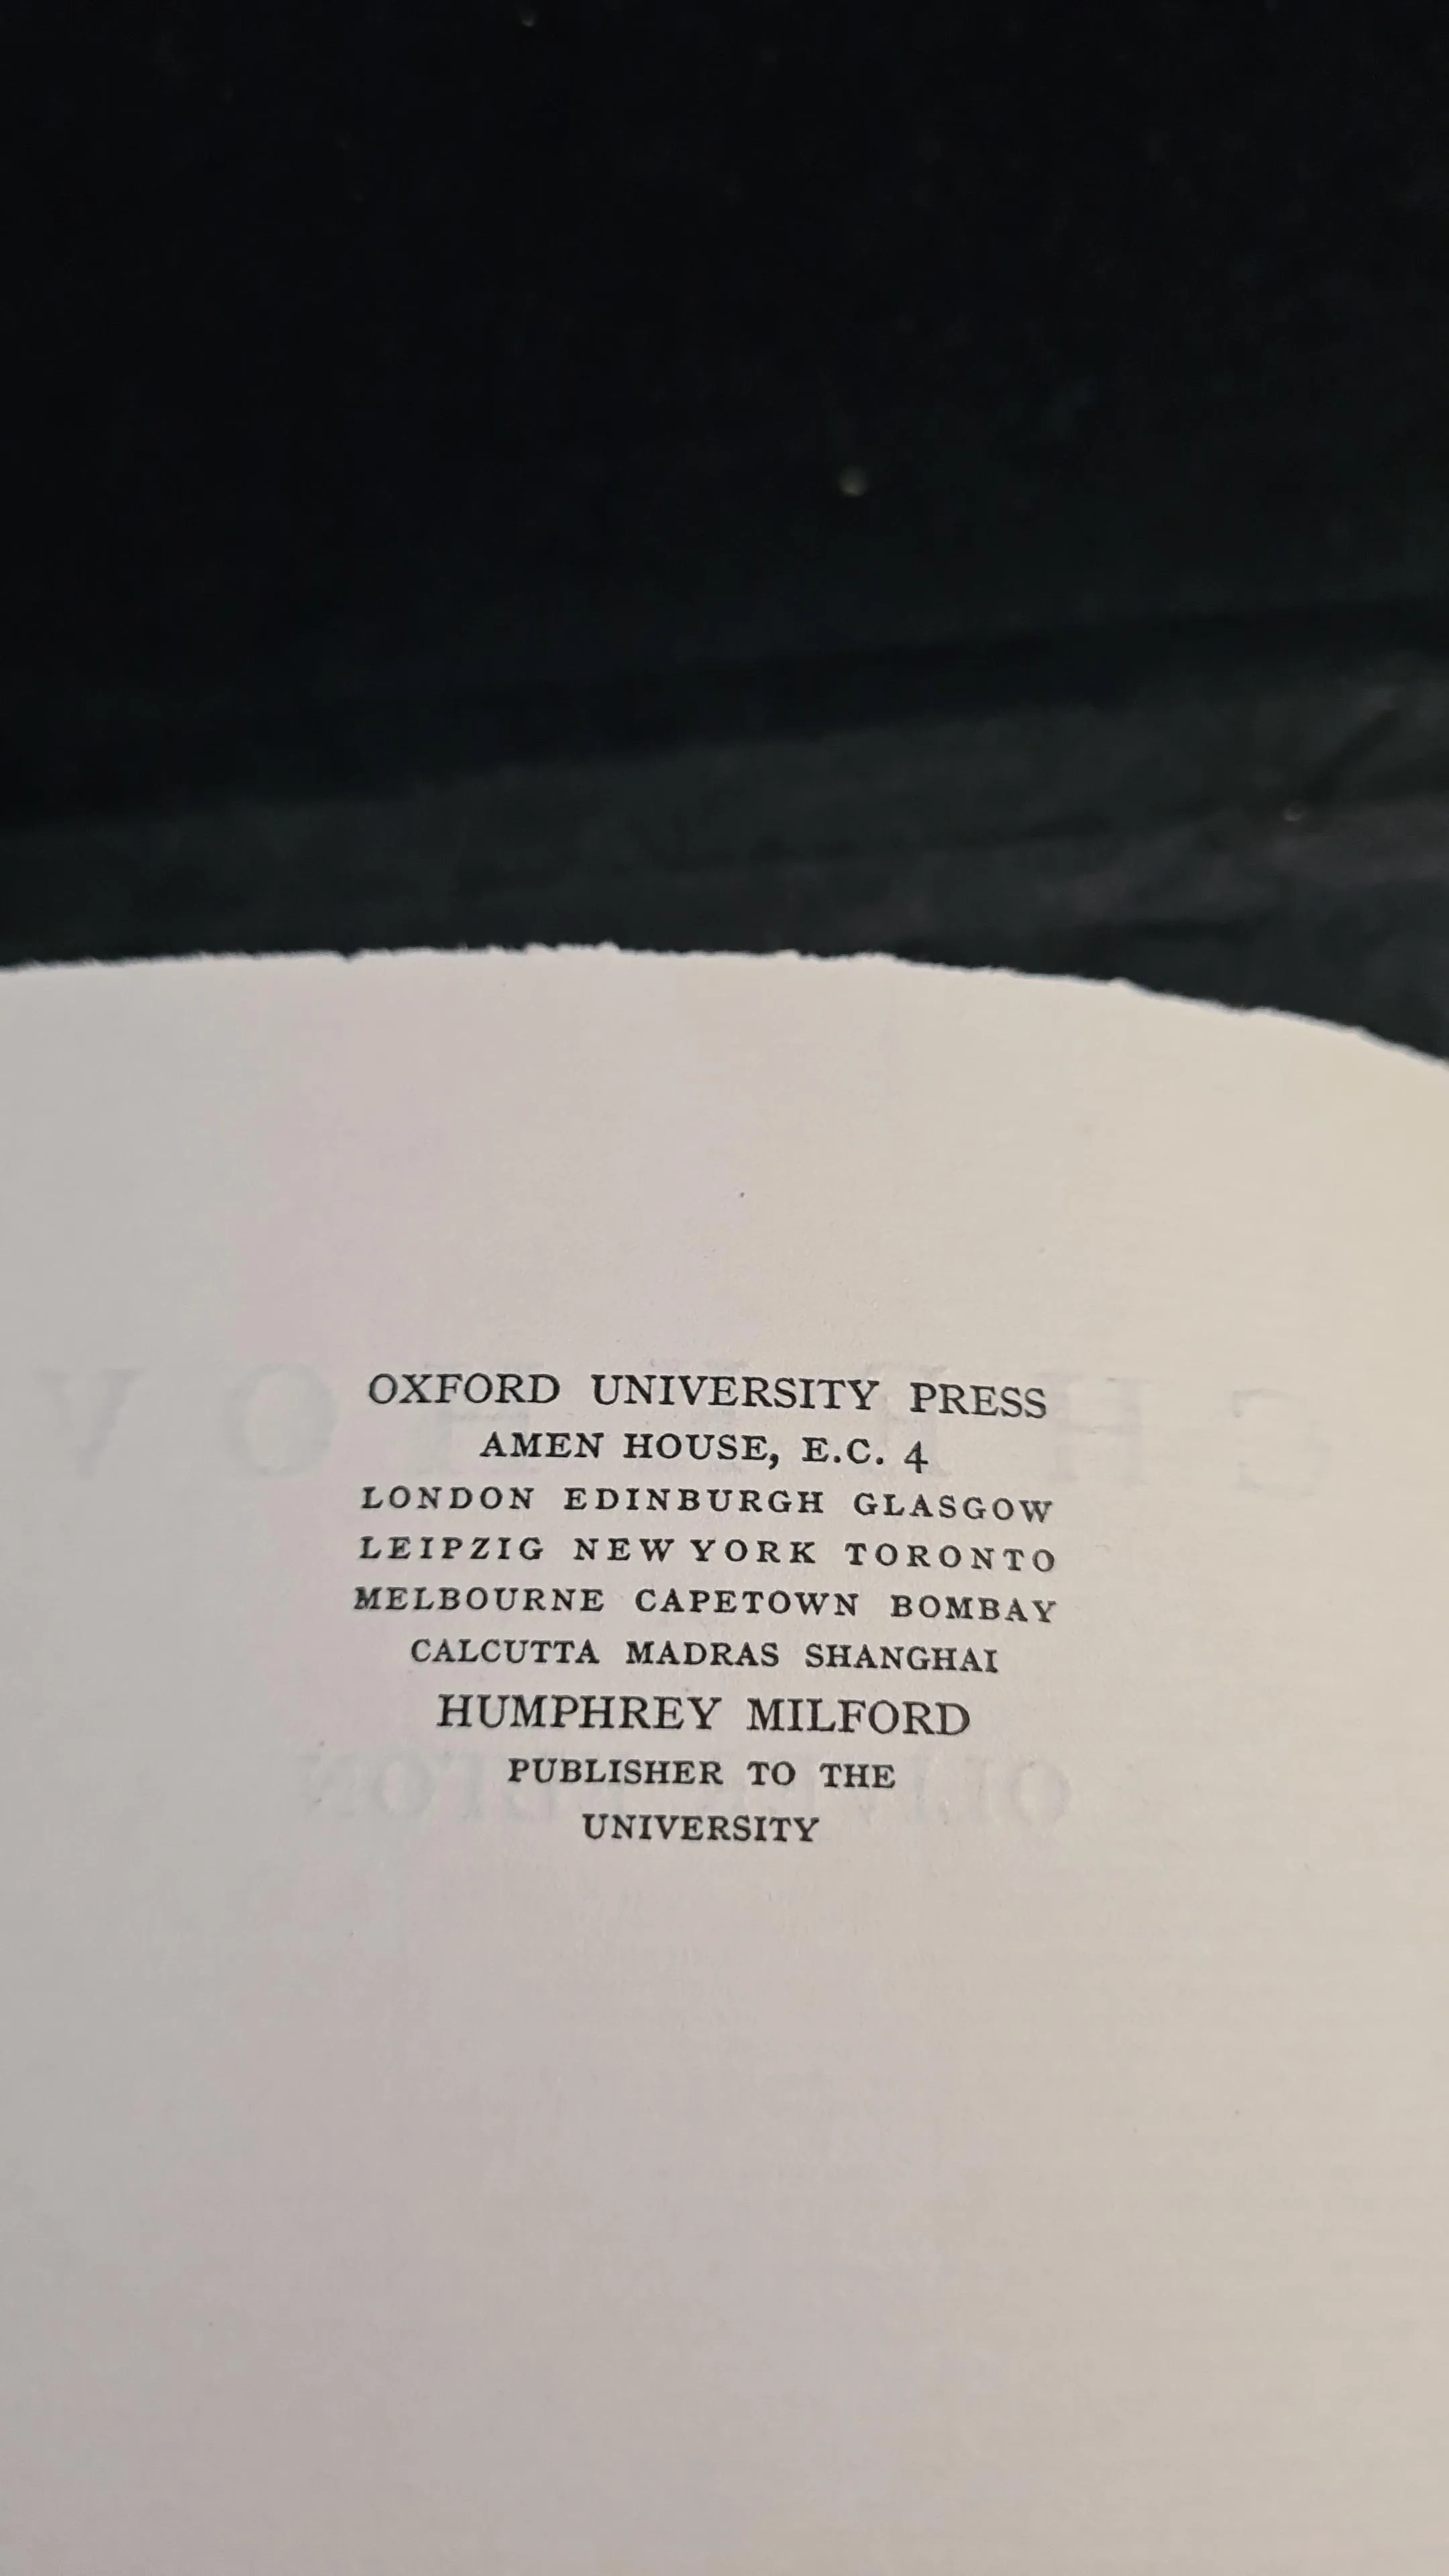 OXFORD UNIVERSITY PRESS
AMEN HOUSE, E.C. 4
LONDON EDINBURGH GLASGOW
LEIPZIG NEW YORK TORONTO
MELBOURNE CAPETOWN BOMBAY
CALCUTTA MADRAS SHANGHAI
HUMPHREY MILFORD
PUBLISHER TO THE
UNIVERSITY